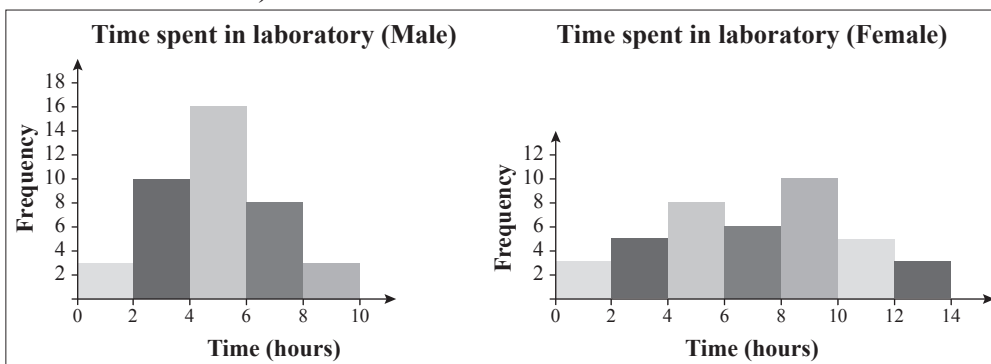 Time spent in laboratory (Male)
18
16
14
12
10
8
6
4
2
Frequency
0 2 4 6 8 10
Time (hours)
Time spent in laboratory (Female)
12
10
8
6
4
2
Frequency
0 2 4 6 8 10 12 14
Time (hours)